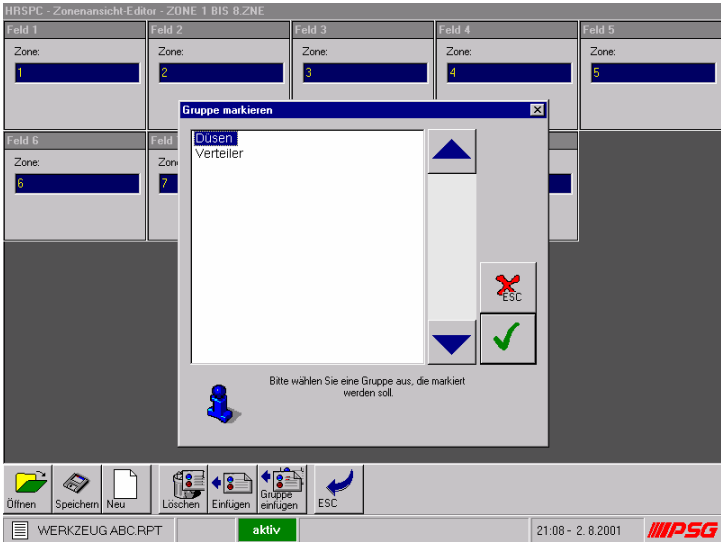 HRSPC - Zonenansicht-Editor - ZONE 1 BIS 8.ZNE
Feld 1
Feld 2
Feld 3
Feld 4
Feld 5
Zone:
Zone:
Zone:
Zone:
Zone:
1
2
3
4
5
Gruppe markieren
Düsen
Verteiler
Feld 6
Feld
Zone:
6
7
ESC
Bitte wählen Sie eine Gruppe aus, die markiert
werden soll.
Öffnen
Speichern
Neu
Löschen
Einfügen
Gruppe
einfügen
ESC
WERKZEUG ABC.RPT
aktiv
21:08 - 2. 8.2001
PSG